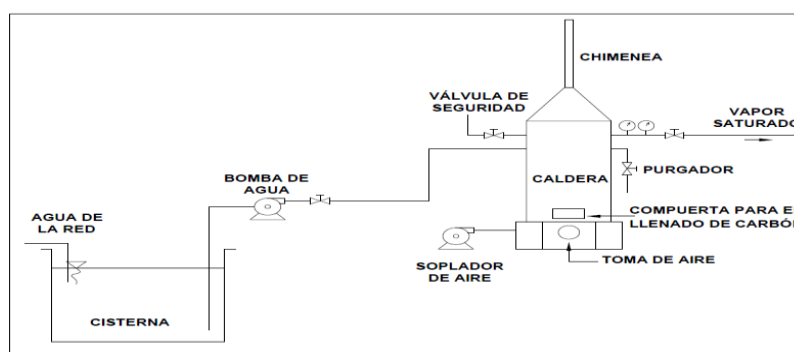 CHIMENEA
VÁLVULA DE
SEGURIDAD
VAPOR
SATURADO
BOMBA DE
AGUA
PURGADOR
CALDERA
AGUA DE
LA RED
COMPUERTA PARA E
LLENADO DE CARBÓ
SOPLADOR
DE AIRE
TOMA DE AIRE
CISTERNA